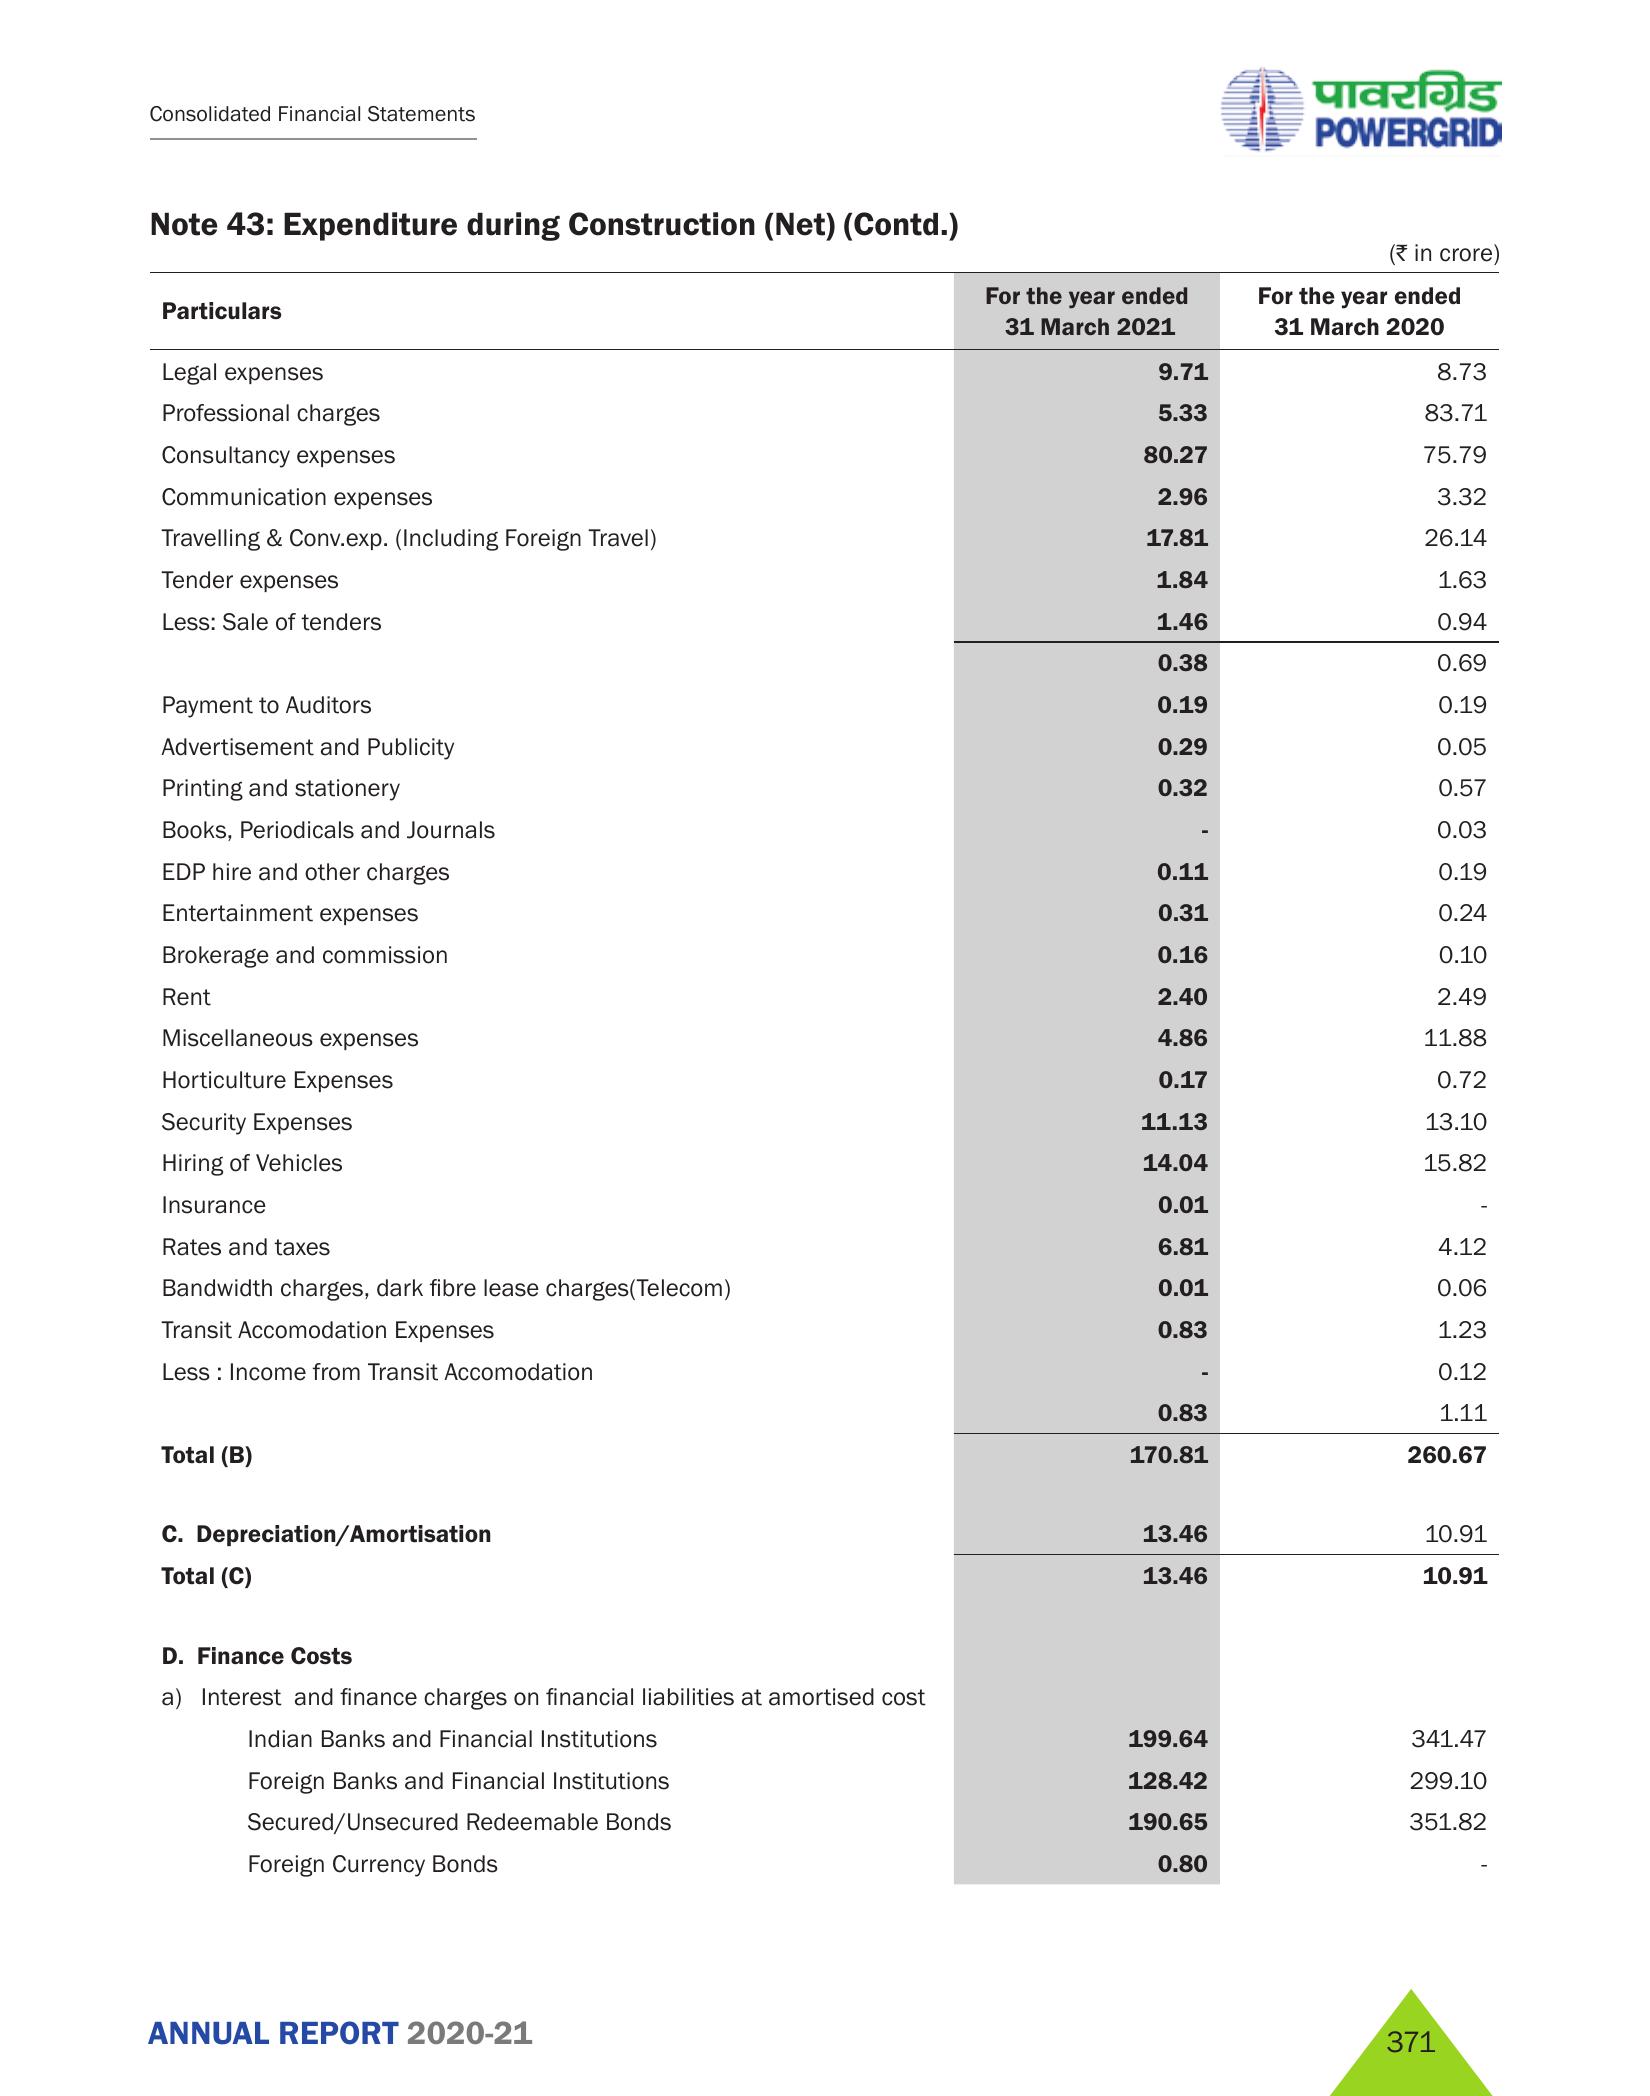 Consolidated Financial Statements
पावरग्रिड
POWERGRID
Note 43: Expenditure during Construction (Net) (Contd.)
(₹ in crore)
Particulars For the year ended 31 March 2021 For the year ended 31 March 2020
Legal expenses 9.71 8.73
Professional charges 5.33 83.71
Consultancy expenses 80.27 75.79
Communication expenses 2.96 3.32
Travelling & Conv.exp. (Including Foreign Travel) 17.81 26.14
Tender expenses 1.84 1.63
Less: Sale of tenders 1.46 0.94
0.38 0.69
Payment to Auditors 0.19 0.19
Advertisement and Publicity 0.29 0.05
Printing and stationery 0.32 0.57
Books, Periodicals and Journals - 0.03
EDP hire and other charges 0.11 0.19
Entertainment expenses 0.31 0.24
Brokerage and commission 0.16 0.10
Rent 2.40 2.49
Miscellaneous expenses 4.86 11.88
Horticulture Expenses 0.17 0.72
Security Expenses 11.13 13.10
Hiring of Vehicles 14.04 15.82
Insurance 0.01 -
Rates and taxes 6.81 4.12
Bandwidth charges, dark fibre lease charges(Telecom) 0.01 0.06
Transit Accomodation Expenses 0.83 1.23
Less : Income from Transit Accomodation - 0.12
0.83 1.11
Total (B) 170.81 260.67
C. Depreciation/Amortisation 13.46 10.91
Total (C) 13.46 10.91
D. Finance Costs
a) Interest and finance charges on financial liabilities at amortised cost
Indian Banks and Financial Institutions 199.64 341.47
Foreign Banks and Financial Institutions 128.42 299.10
Secured/Unsecured Redeemable Bonds 190.65 351.82
Foreign Currency Bonds 0.80 -
ANNUAL REPORT 2020-21
371